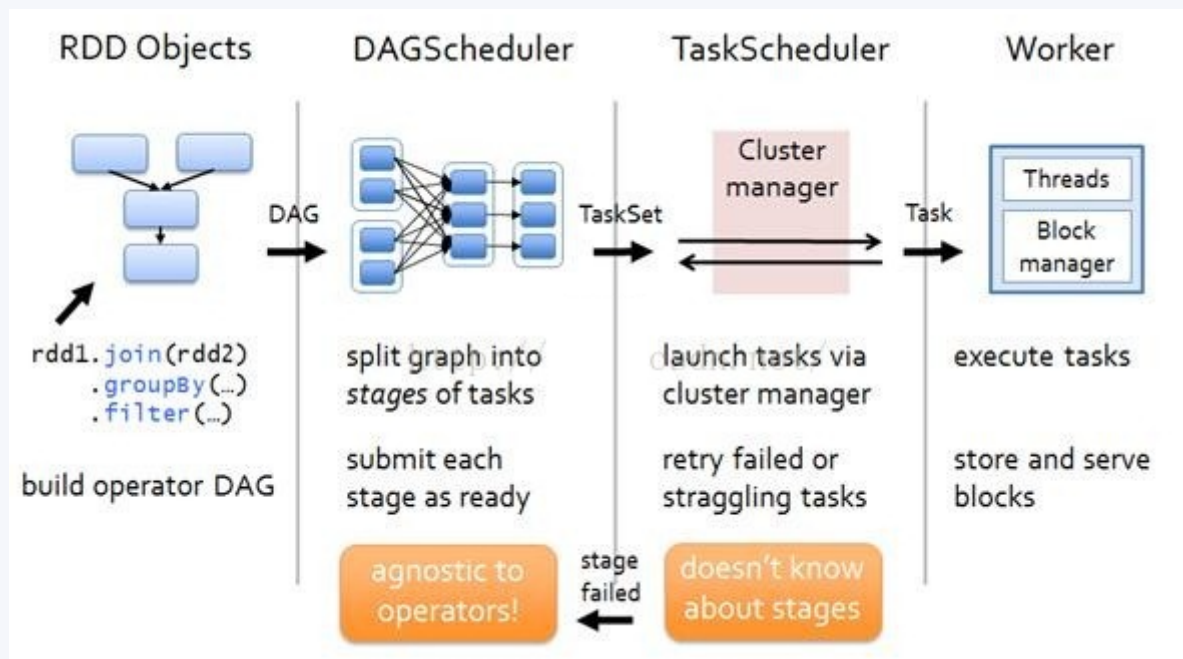 RDD Objects
DAGScheduler
TaskScheduler
Worker
DAG
TaskSet
Cluster
manager
Task
Threads
Block
manager
rdd1.join(rdd2)
.groupBy(…)
.filter(…)
build operator DAG
split graph into
stages of tasks
submit each
stage as ready
launch tasks via
cluster manager
retry failed or
straggling tasks
execute tasks
store and serve
blocks
agnostic to
operators!
stage
failed
doesn't know
about stages